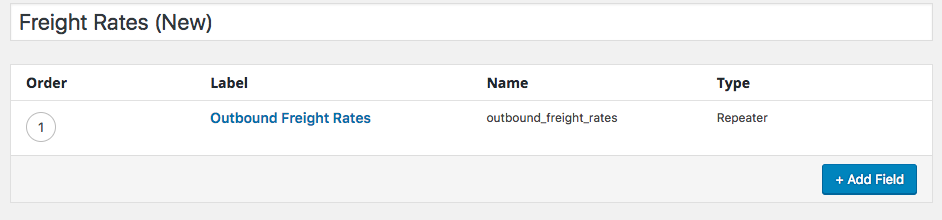 Freight Rates (New)
Order Label Name Type
1 Outbound Freight Rates outbound_freight_rates Repeater
+ Add Field